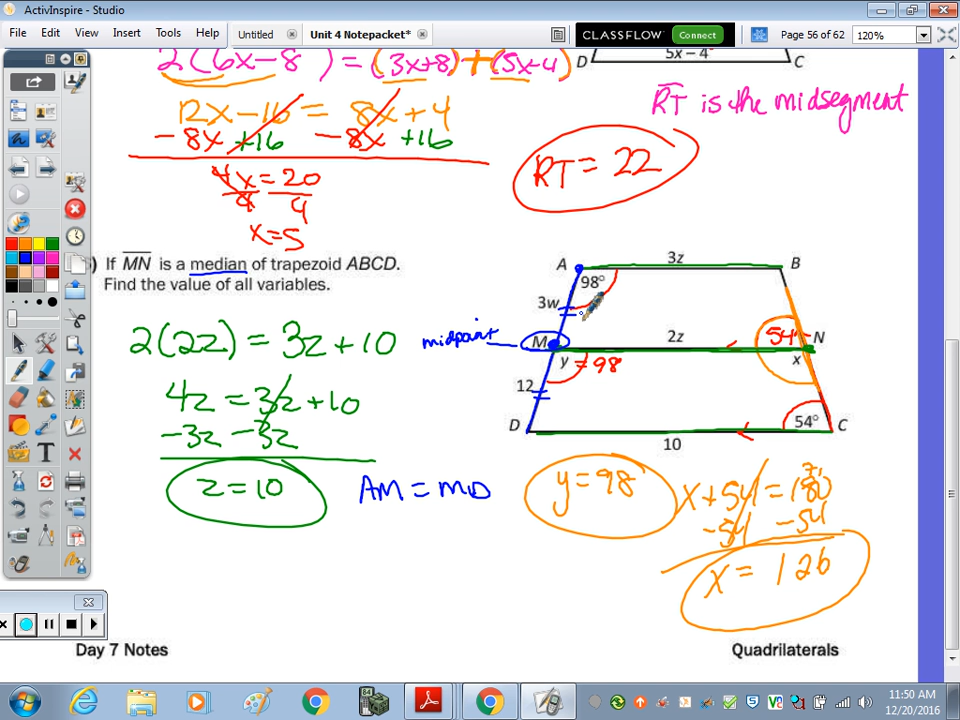 ActivInspire - Studio
File Edit View Insert Tools Help Untitled Unit 4 Notepacket* CLASSFLOW Connect Page 56 of 62 120%
2(6x-8) = (3x+8)+(5x-4)
D 5x-4° C
12x-16 = 8x+4
-8x +16 -8x +16
RT is the midsegment
4x = 20
4 4
x=5
RT = 22
) If MN is a median of trapezoid ABCD.
Find the value of all variables.
A 3z B
98°
3w
2(2z) = 3z+10
midpoint M 2z 54 N
y =98 x
4z = 3z+10
12
-3z -3z
D 54° C
10
z=10
AM = MD
y=98
x+54=180
-54 -54
x = 126
Day 7 Notes Quadrilaterals
11:50 AM
12/20/2016